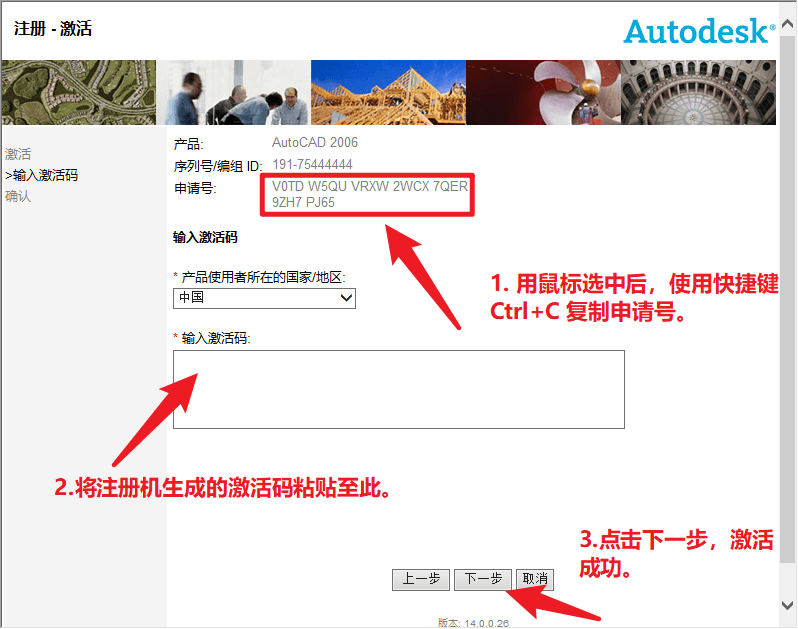 注册 - 激活
Autodesk®
激活
>输入激活码
确认
产品: AutoCAD 2006
序列号/编组 ID: 191-75444444
申请号: V0TD W5QU VRXW 2WCX 7QER
9ZH7 PJ65
输入激活码
* 产品使用者所在的国家/地区:
中国
1. 用鼠标选中后，使用快捷键
Ctrl+C 复制申请号。
* 输入激活码:
2.将注册机生成的激活码粘贴至此。
3.点击下一步，激活
成功。
上一步 下一步 取消
版本: 14.0.0.26